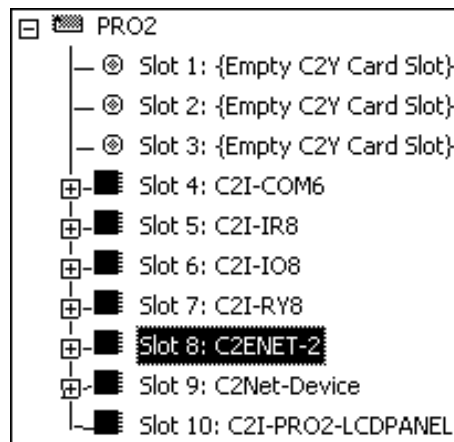 PRO2
Slot 1: {Empty C2Y Card Slot}
Slot 2: {Empty C2Y Card Slot}
Slot 3: {Empty C2Y Card Slot}
Slot 4: C2I-COM6
Slot 5: C2I-IR8
Slot 6: C2I-IO8
Slot 7: C2I-RY8
Slot 8: C2ENET-2
Slot 9: C2Net-Device
Slot 10: C2I-PRO2-LCDPANEL